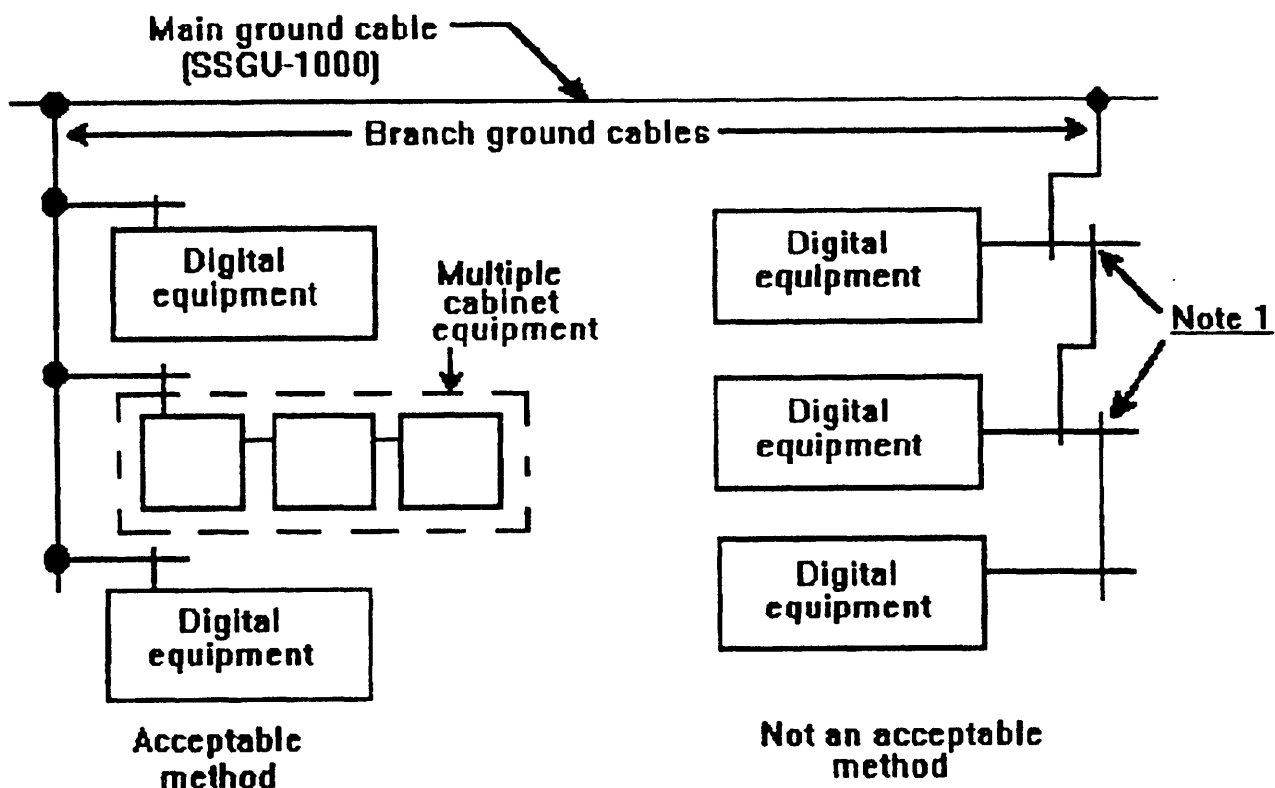 Main ground cable
(SSGU-1000)
Branch ground cables
Digital
equipment
Multiple
cabinet
equipment
Digital
equipment
Acceptable
method
Digital
equipment
Digital
equipment
Digital
equipment
Note 1
Not an acceptable
method